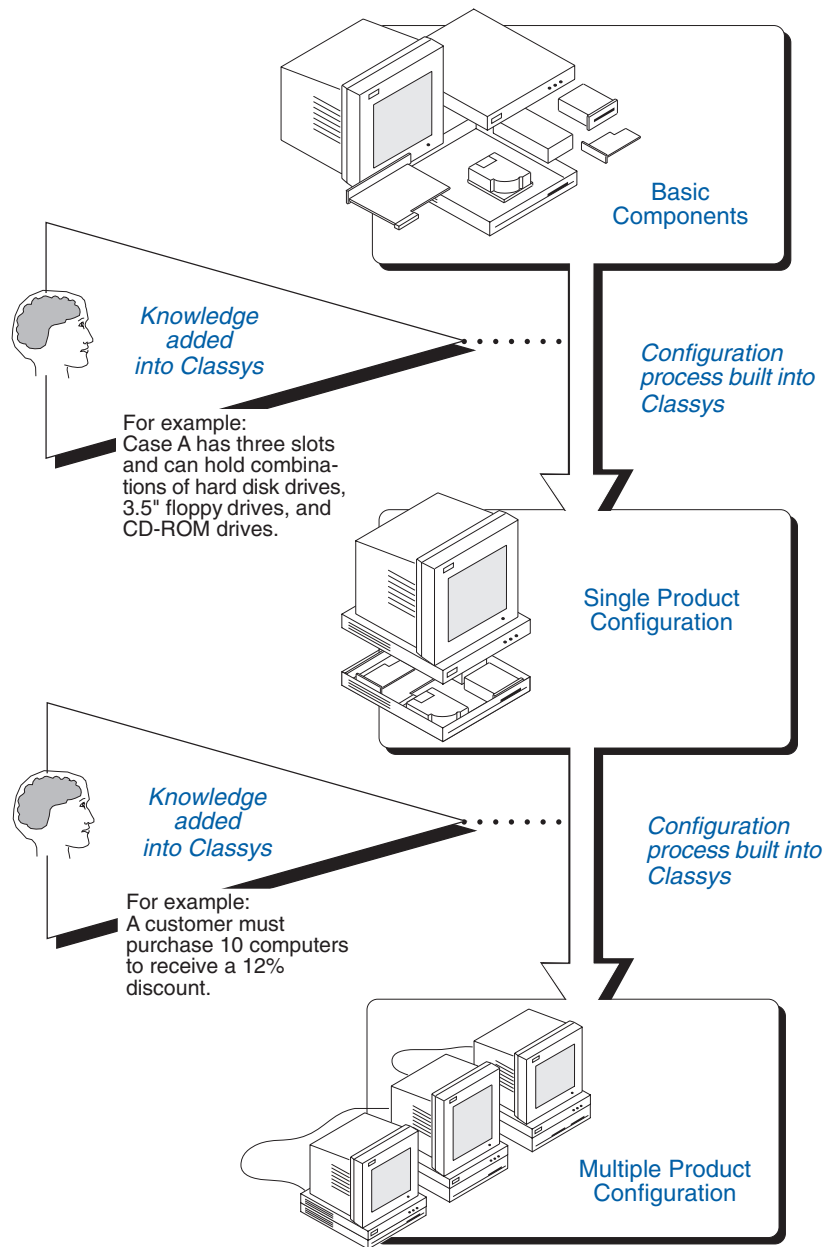 Basic
Components
Knowledge
added
into Classys
Configuration
process built into
Classys
For example:
Case A has three slots
and can hold combina-
tions of hard disk drives,
3.5" floppy drives, and
CD-ROM drives.
Single Product
Configuration
Knowledge
added
into Classys
Configuration
process built into
Classys
For example:
A customer must
purchase 10 computers
to receive a 12%
discount.
Multiple Product
Configuration